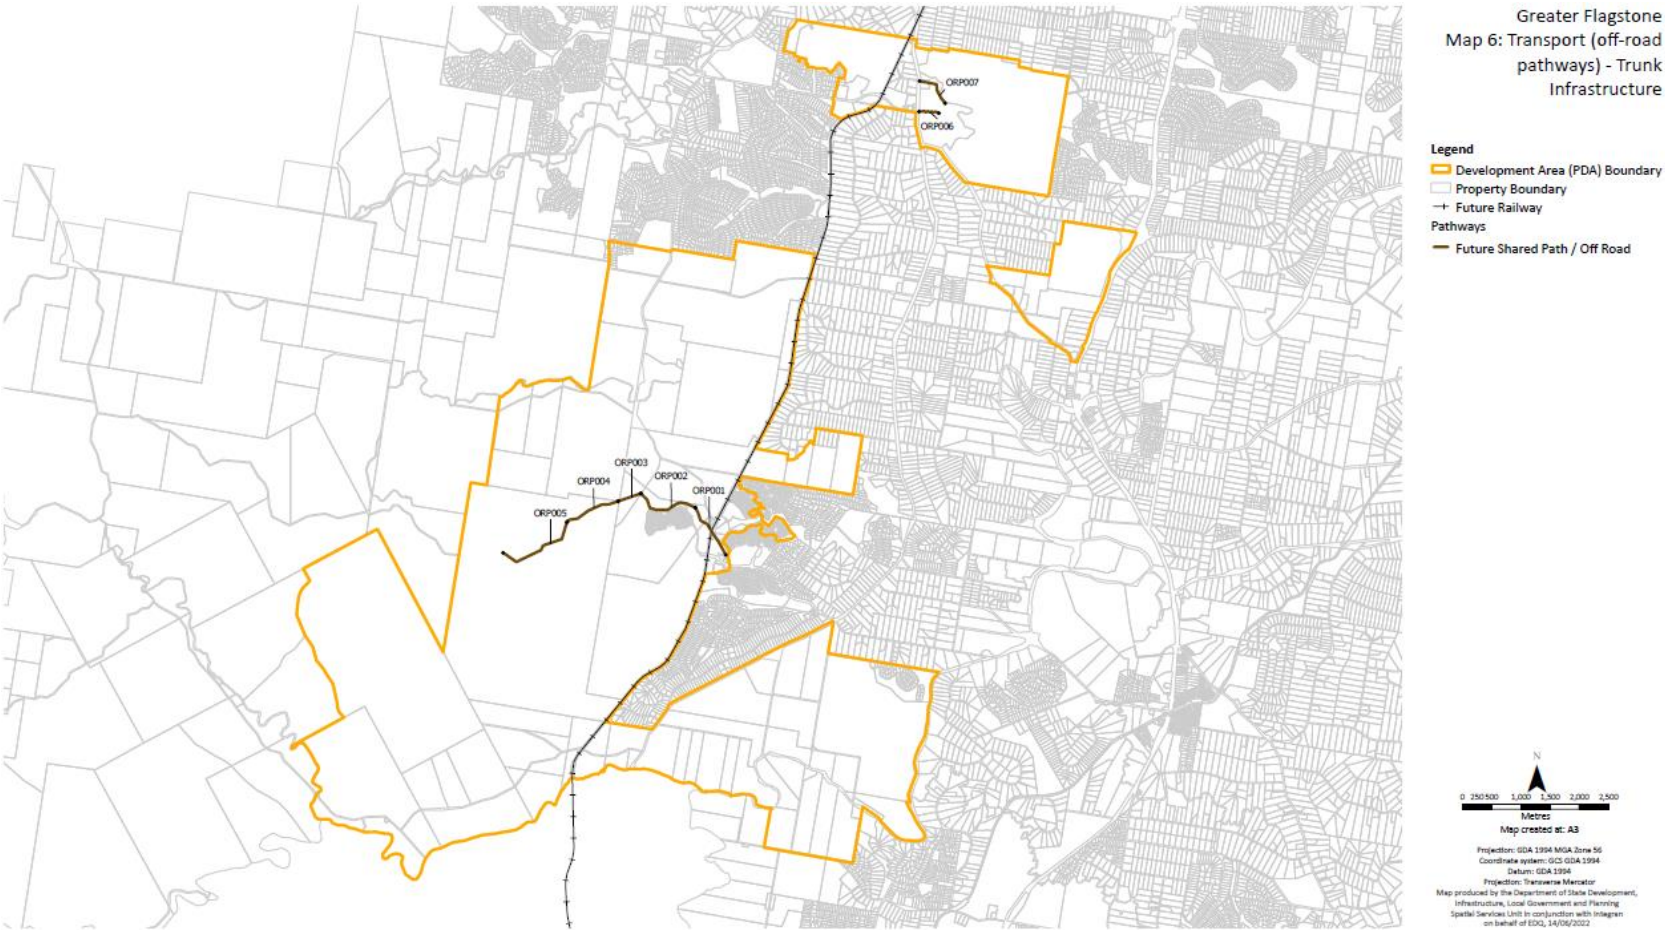 Greater Flagstone
Map 6: Transport (off-road
pathways) - Trunk
Infrastructure
Legend
Development Area (PDA) Boundary
Property Boundary
Future Railway
Pathways
Future Shared Path / Off Road
ORP007
ORP006
ORP003
ORP004
ORP002
ORP001
ORP005
N
0 250 500 1,000 1,500 2,000 2,500
Metres
Map created at: A3
Projection: GDA 1994 MGA Zone 56
Coordinate system: GCS GDA 1994
Datum: GDA 1994
Projection: Transverse Mercator
Map produced by the Department of State Development,
Infrastructure, Local Government and Planning
Spatial Services Unit in conjunction with Integran
on behalf of EDQ, 14/06/2022